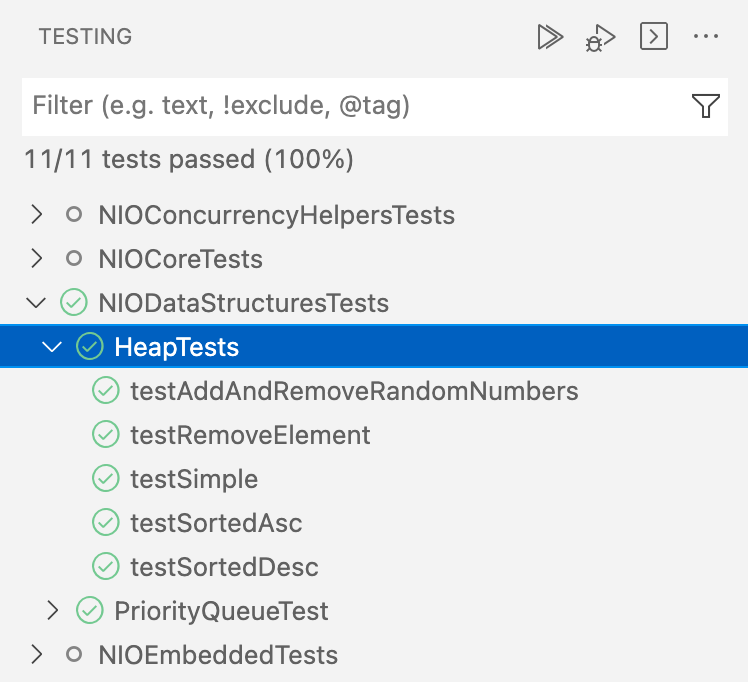 TESTING
Filter (e.g. text, !exclude, @tag)
11/11 tests passed (100%)
NIOConcurrencyHelpersTests
NIOCoreTests
NIODataStructuresTests
HeapTests
testAddAndRemoveRandomNumbers
testRemoveElement
testSimple
testSortedAsc
testSortedDesc
PriorityQueueTest
NIOEmbeddedTests